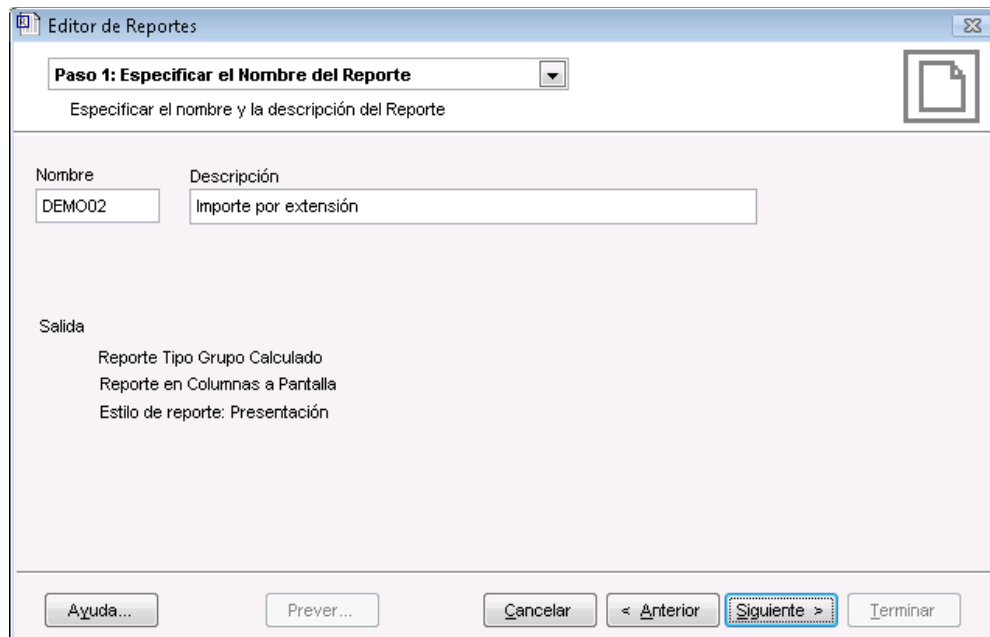 Editor de Reportes
Paso 1: Especificar el Nombre del Reporte
Especificar el nombre y la descripción del Reporte
Nombre Descripción
DEMO02 Importe por extensión
Salida
Reporte Tipo Grupo Calculado
Reporte en Columnas a Pantalla
Estilo de reporte: Presentación
Ayuda... Prever... Cancelar < Anterior Siguiente > Terminar